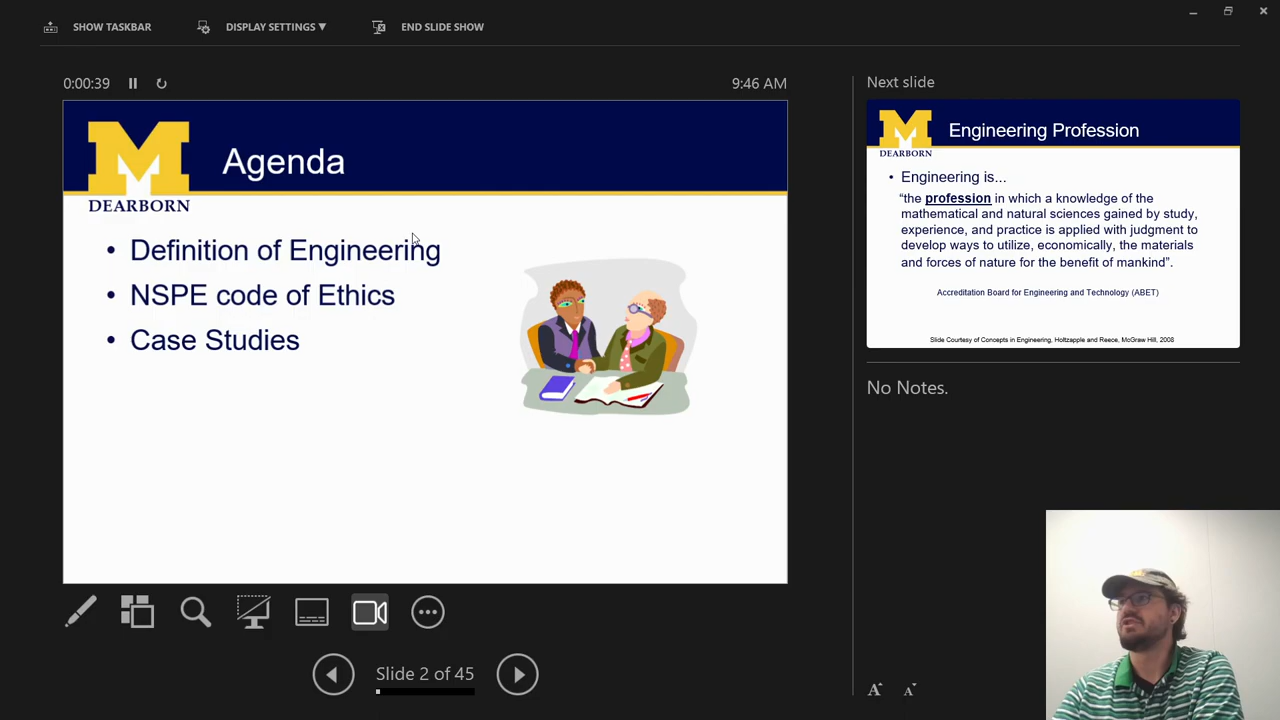 SHOW TASKBAR
DISPLAY SETTINGS ▼
END SLIDE SHOW
0:00:39
9:46 AM
M
DEARBORN
Agenda
• Definition of Engineering
• NSPE code of Ethics
• Case Studies
Slide 2 of 45
Next slide
M
DEARBORN
Engineering Profession
• Engineering is...
“the profession in which a knowledge of the
mathematical and natural sciences gained by study,
experience, and practice is applied with judgment to
develop ways to utilize, economically, the materials
and forces of nature for the benefit of mankind”.
Accreditation Board for Engineering and Technology (ABET)
Slide Courtesy of Concepts in Engineering, Holtzapple and Reece, McGraw Hill, 2008
No Notes.
A A